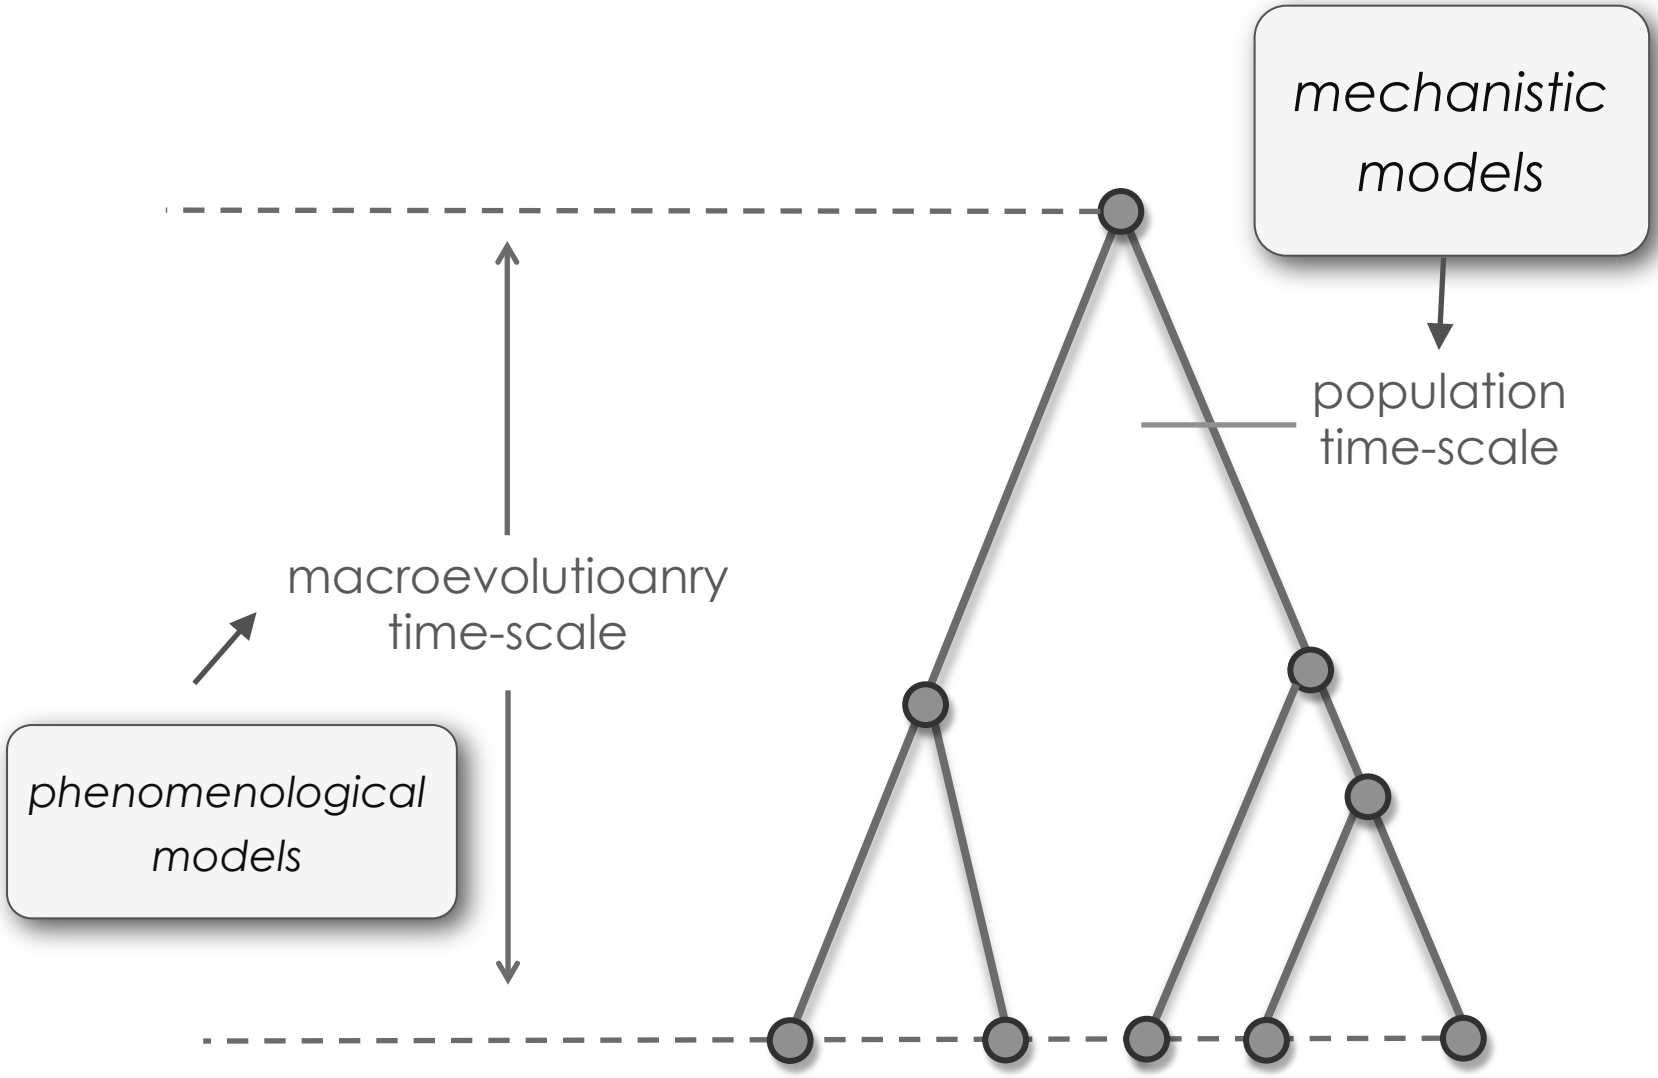 mechanistic
models
population
time-scale
macroevolutioanry
time-scale
phenomenological
models